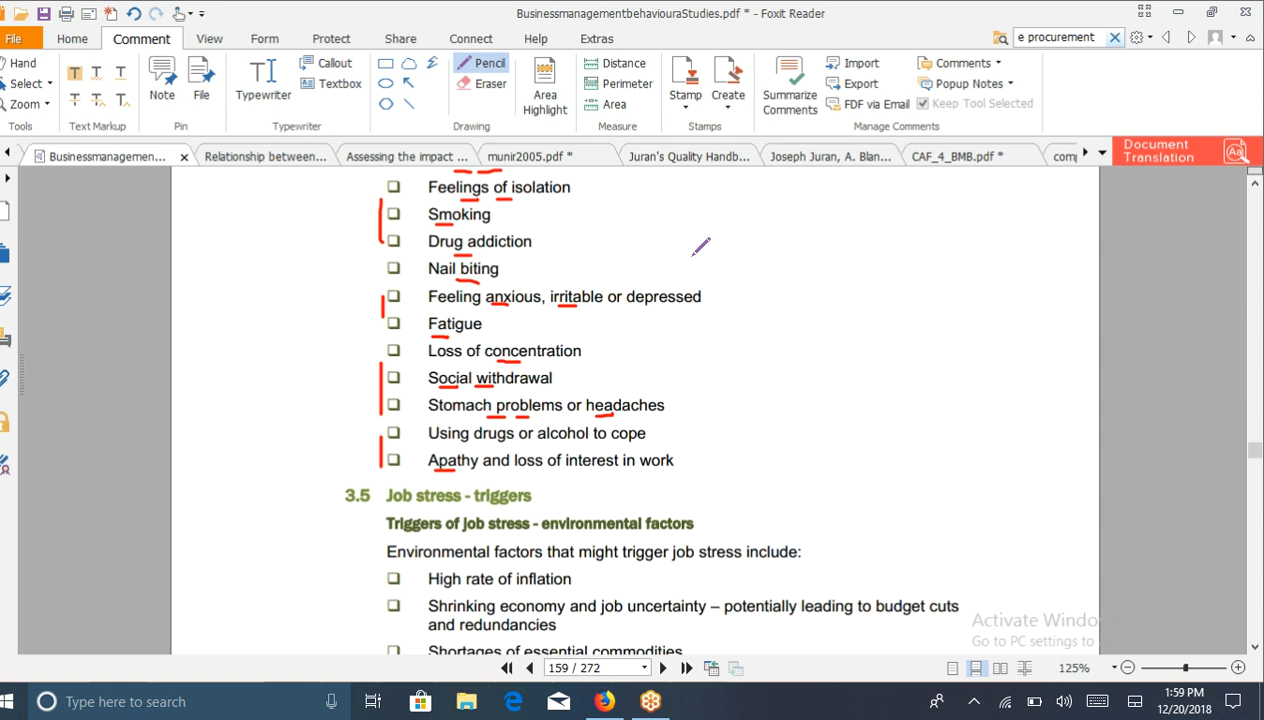 BusinessmanagementbehaviouraStudies.pdf * - Foxit Reader
File Home Comment View Form Protect Share Connect Help Extras
e procurement
Hand
Select
Zoom
Tools
Text Markup
Note
File
Pin
Typewriter
Callout
Textbox
Typewriter
Pencil
Eraser
Area
Highlight
Drawing
Distance
Perimeter
Area
Measure
Stamp
Create
Stamps
Summarize
Comments
Import
Export
FDF via Email
Comments
Popup Notes
Keep Tool Selected
Manage Comments
Businessmanagemen... Relationship between... Assessing the impact ... munir2005.pdf * Juran's Quality Handb... Joseph Juran, A. Blan... CAF_4_BMB.pdf * com
Document
Translation
Feelings of isolation
Smoking
Drug addiction
Nail biting
Feeling anxious, irritable or depressed
Fatigue
Loss of concentration
Social withdrawal
Stomach problems or headaches
Using drugs or alcohol to cope
Apathy and loss of interest in work
3.5 Job stress - triggers
Triggers of job stress - environmental factors
Environmental factors that might trigger job stress include:
High rate of inflation
Shrinking economy and job uncertainty – potentially leading to budget cuts
and redundancies
Shortages of essential commodities
Activate Windo
Go to PC settings to
159 / 272
125%
Type here to search
1:59 PM
12/20/2018